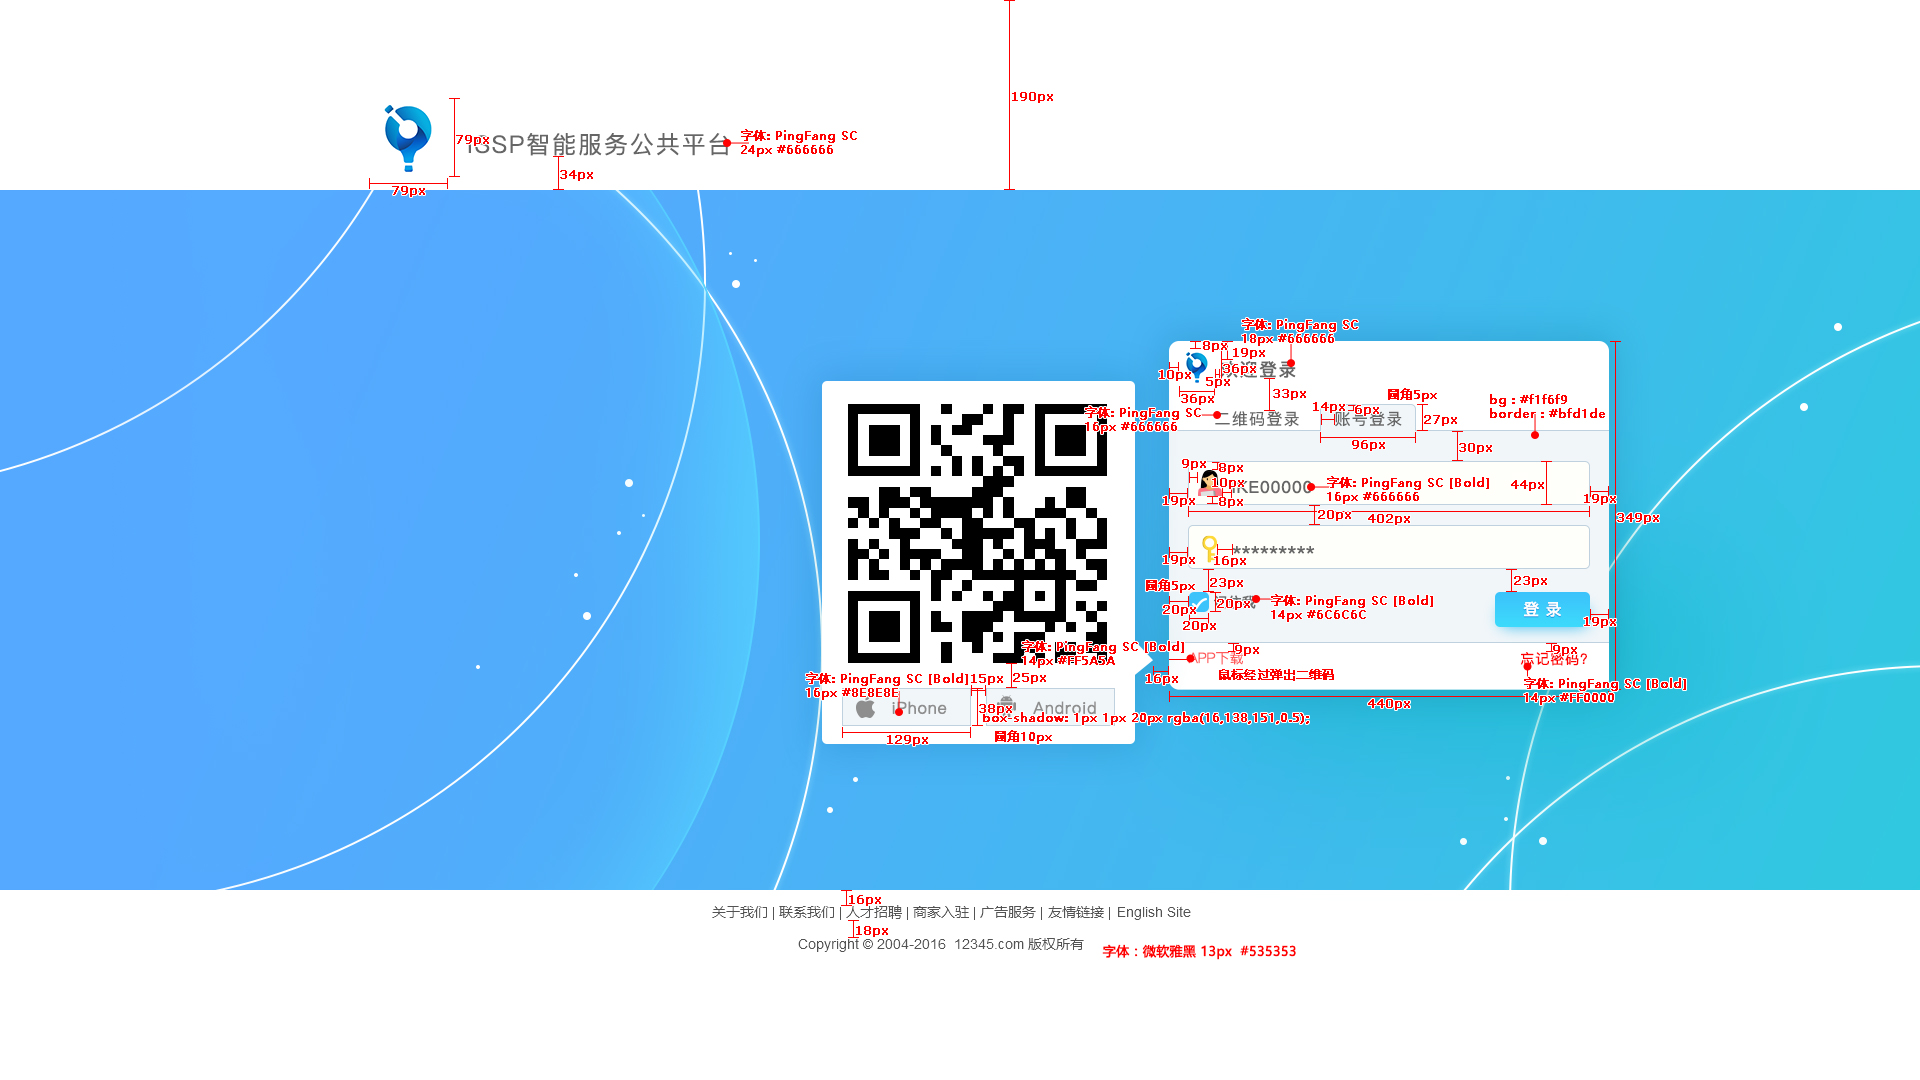 190px
字体: PingFang SC
24px #666666
79px
ISSP智能服务公共平台
34px
79px
字体: PingFang SC
18px #666666
8px
19px
36px
欢迎登录
10px
5px
36px
33px
圆角5px
bg : #f1f6f9
border : #bfd1de
字体: PingFang SC
16px #666666
二维码登录
14px
6px
账号登录
27px
96px
30px
9px
8px
10px
IKE00000
字体: PingFang SC [Bold]
16px #666666
44px
19px
8px
19px
20px
402px
349px
*********
19px
16px
圆角5px
23px
23px
20px
20px
字体: PingFang SC [Bold]
14px #6C6C6C
登 录
20px
19px
字体: PingFang SC [Bold]
14px #FF5A5A
9px
9px
APP下载
忘记密码?
16px
鼠标经过弹出二维码
字体: PingFang SC [Bold]
14px #FF0000
440px
字体: PingFang SC [Bold]
16px #8E8E8E
15px
25px
iPhone
38px
Android
box-shadow: 1px 1px 20px rgba(16,138,151,0.5);
129px
圆角10px
16px
关于我们 | 联系我们 | 人才招聘 | 商家入驻 | 广告服务 | 友情链接 | English Site
18px
Copyright © 2004-2016  12345.com 版权所有
字体 : 微软雅黑 13px  #535353